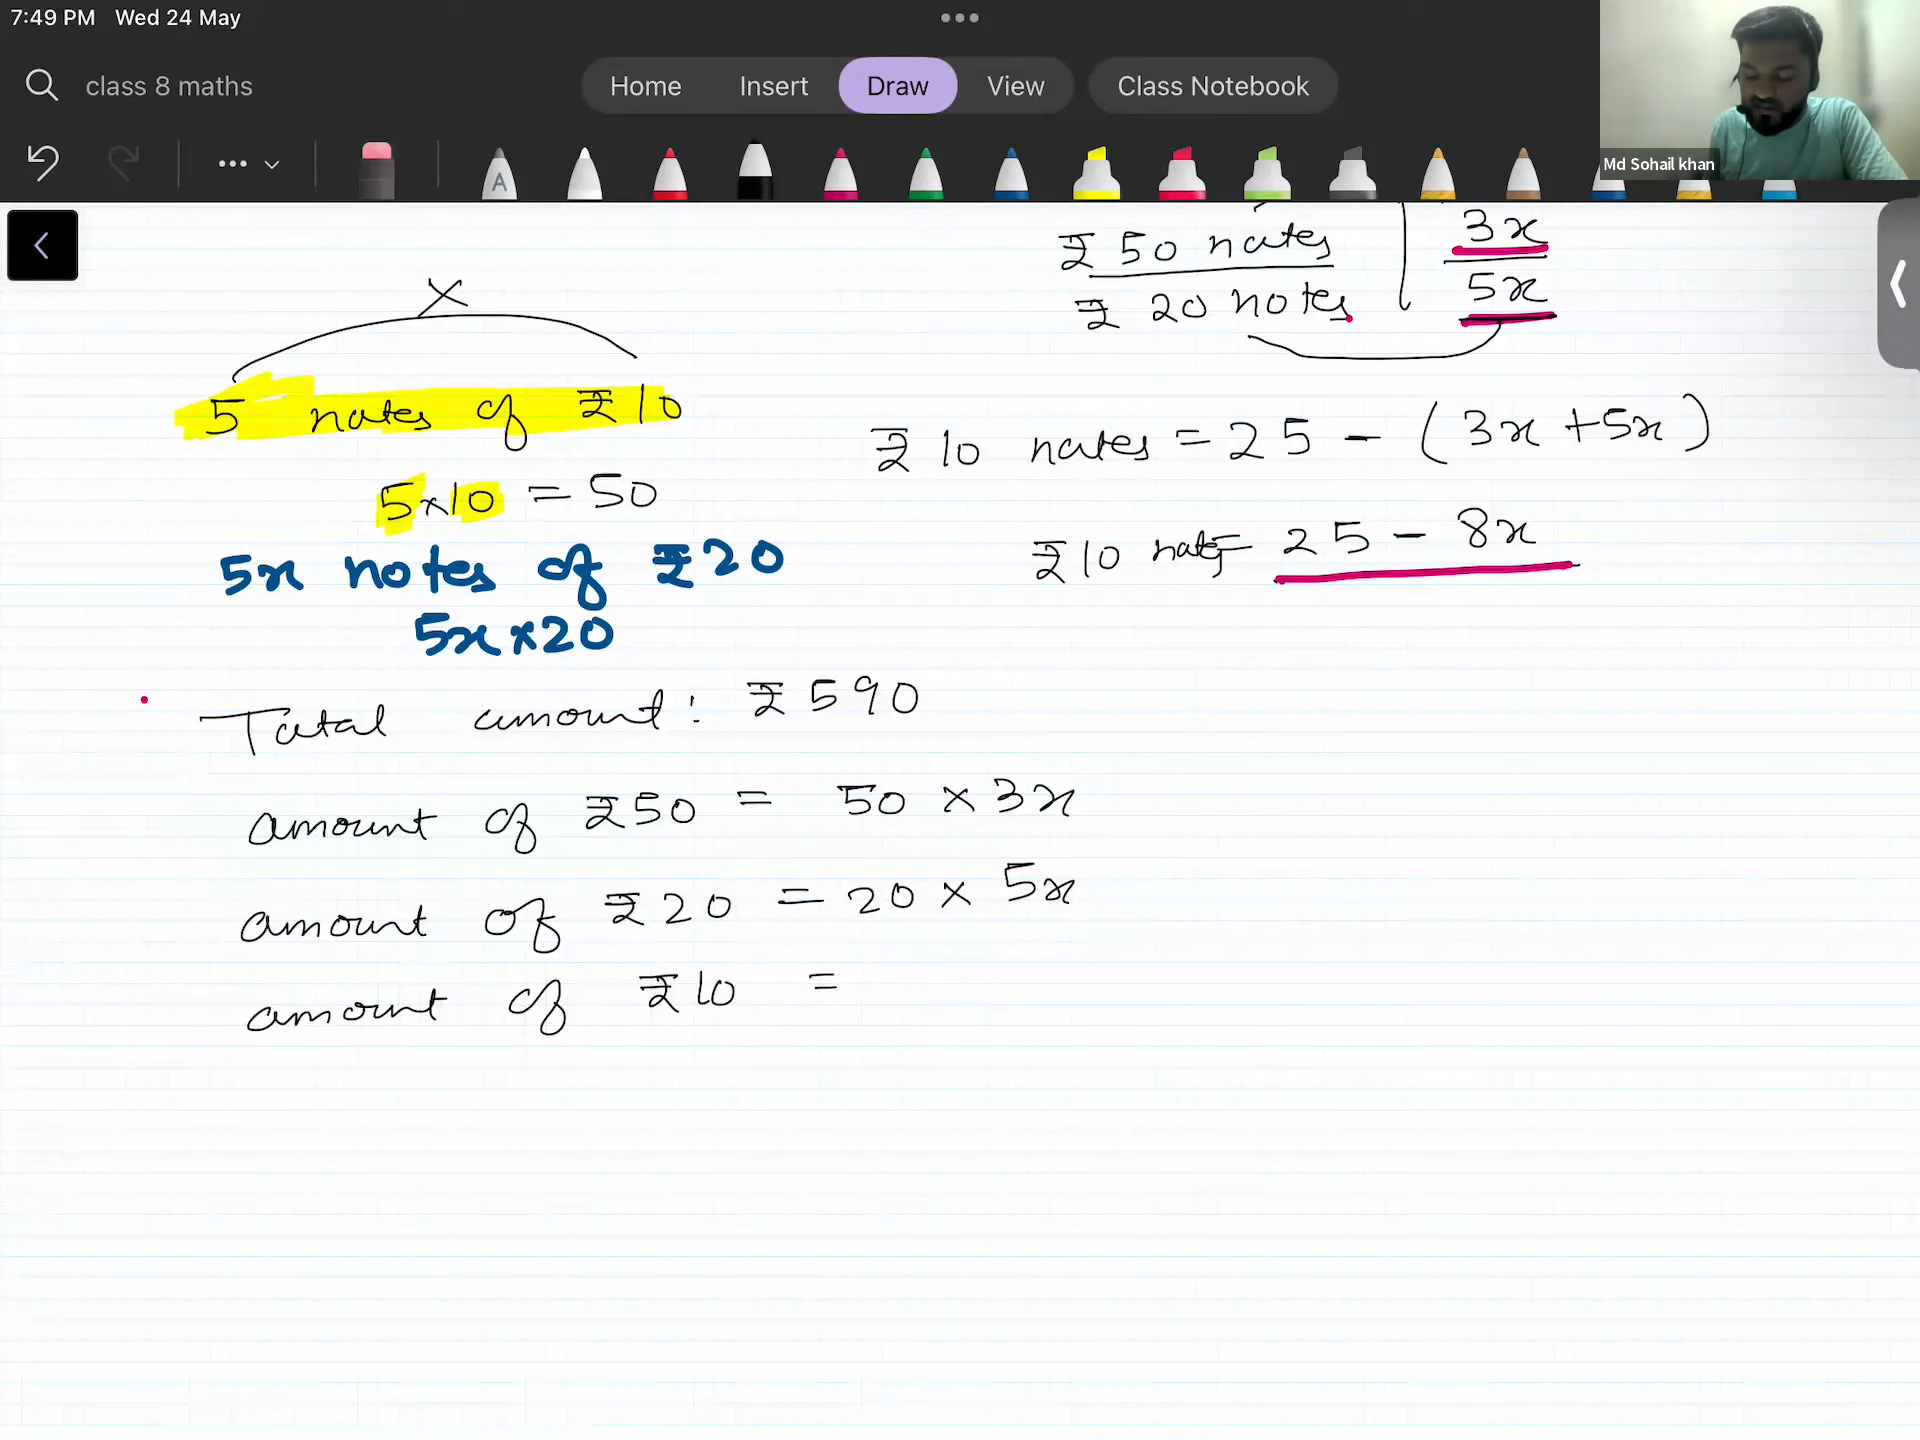 7:49 PM Wed 24 May
class 8 maths
Home Insert Draw View Class Notebook
A
Md Sohail khan
₹ 50 notes 3x
₹ 20 notes 5x
x
5 notes of ₹10
5×10 = 50
5x notes of ₹20
5x×20
₹ 10 notes = 25 - (3x+5x)
₹10 notes = 25 - 8x
Total amount: ₹590
amount of ₹50 = 50 × 3x
amount of ₹20 = 20 × 5x
amount of ₹10 =